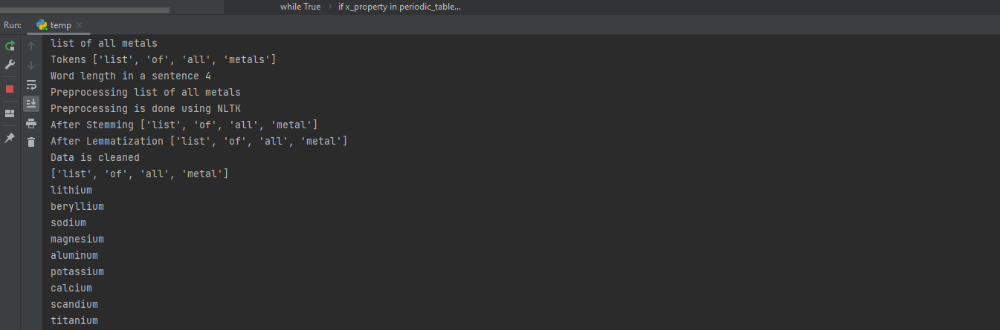 while True > if x_property in periodic_table...
Run: temp
list of all metals
Tokens ['list', 'of', 'all', 'metals']
Word length in a sentence 4
Preprocessing list of all metals
Preprocessing is done using NLTK
After Stemming ['list', 'of', 'all', 'metal']
After Lemmatization ['list', 'of', 'all', 'metal']
Data is cleaned
['list', 'of', 'all', 'metal']
lithium
beryllium
sodium
magnesium
aluminum
potassium
calcium
scandium
titanium